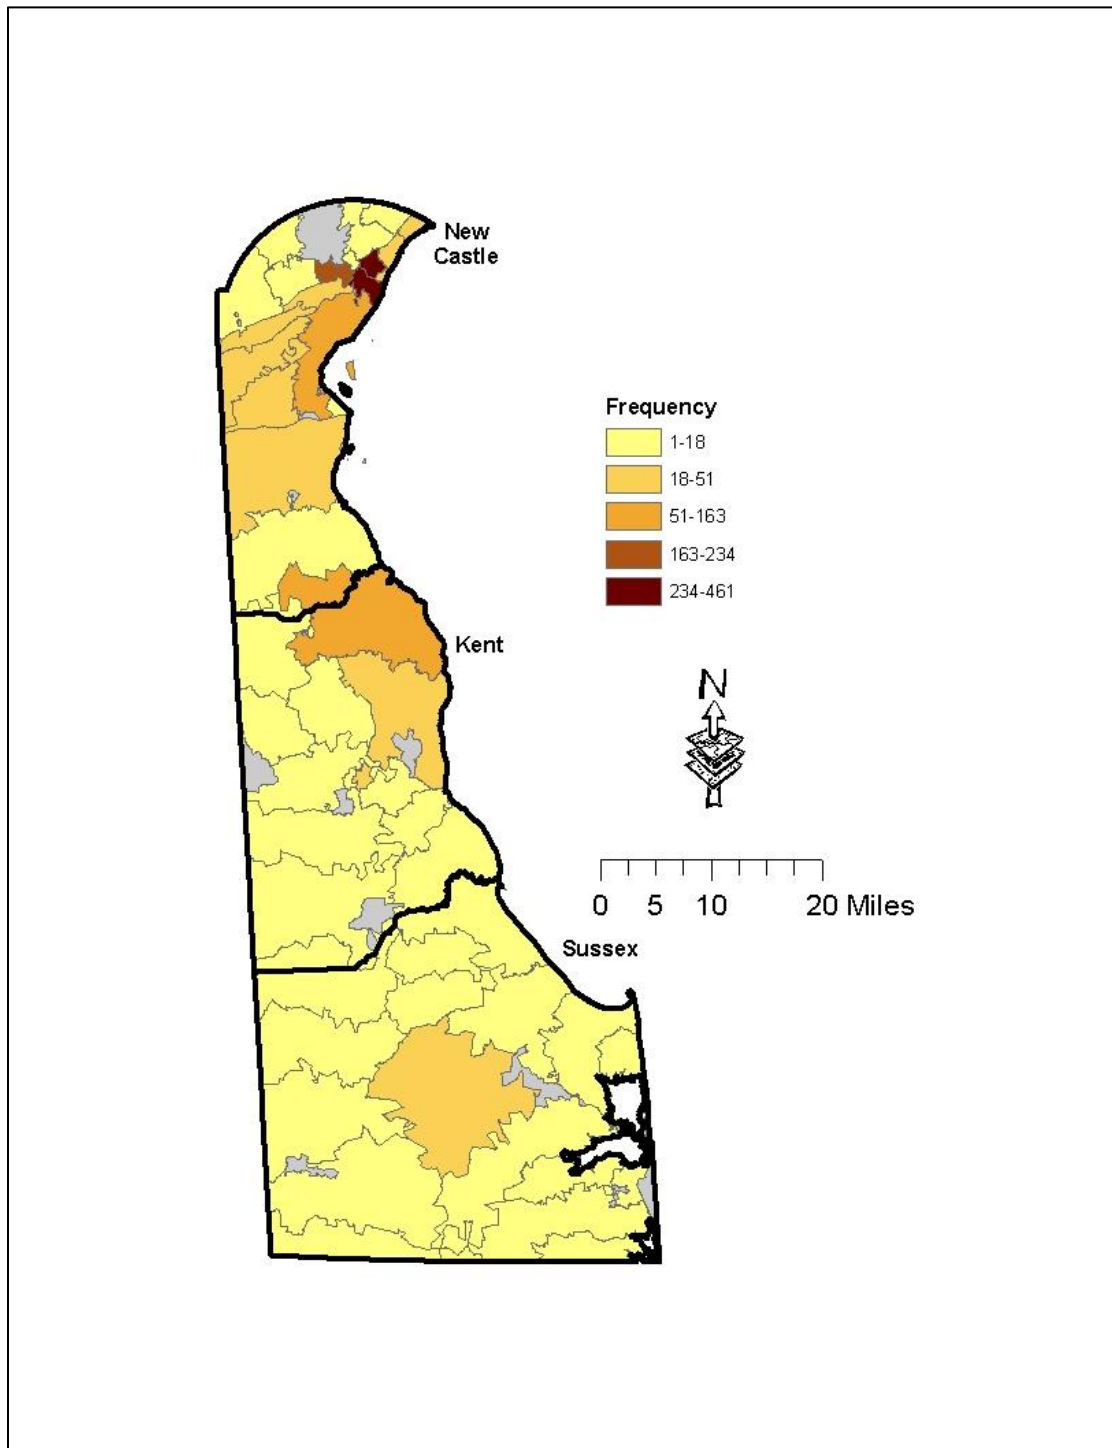 New
Castle
Frequency
1-18
18-51
51-163
163-234
234-461
Kent
N
0 5 10 20 Miles
Sussex